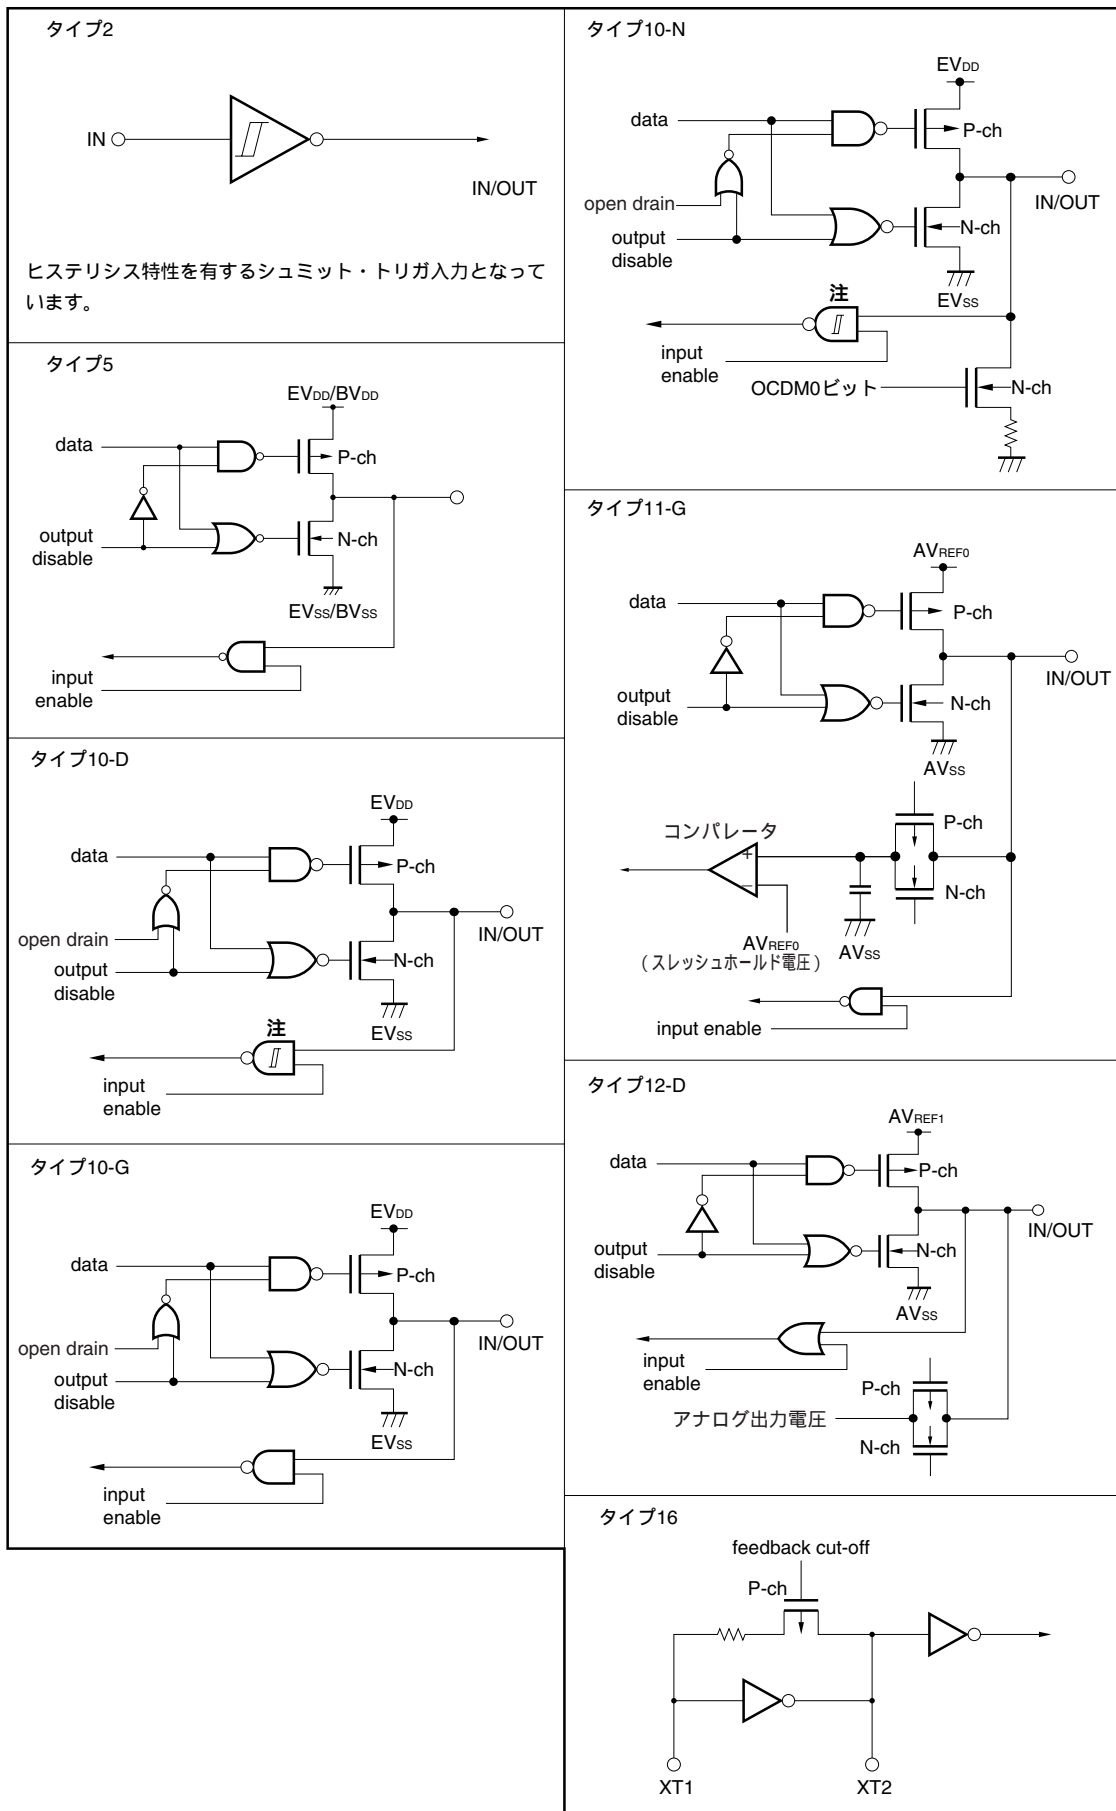 タイプ2
IN
IN/OUT
ヒステリシス特性を有するシュミット・トリガ入力となって
います。
タイプ5
EVDD/BVDD
data
P-ch
output
disable
N-ch
EVSS/BVSS
input
enable
タイプ10-D
EVDD
data
P-ch
open drain
IN/OUT
output
disable
N-ch
EVSS
注
input
enable
タイプ10-G
EVDD
data
P-ch
open drain
IN/OUT
output
disable
N-ch
EVSS
input
enable
タイプ10-N
EVDD
data
P-ch
open drain
IN/OUT
output
disable
N-ch
EVSS
注
input
enable
OCDM0ビット
N-ch
タイプ11-G
AVREF0
data
P-ch
IN/OUT
output
disable
N-ch
AVSS
P-ch
コンパレータ
+
−
N-ch
AVREF0
(スレッシュホールド電圧)
AVSS
input enable
タイプ12-D
AVREF1
data
P-ch
IN/OUT
output
disable
N-ch
AVSS
input
enable
P-ch
アナログ出力電圧
N-ch
タイプ16
feedback cut-off
P-ch
XT1
XT2